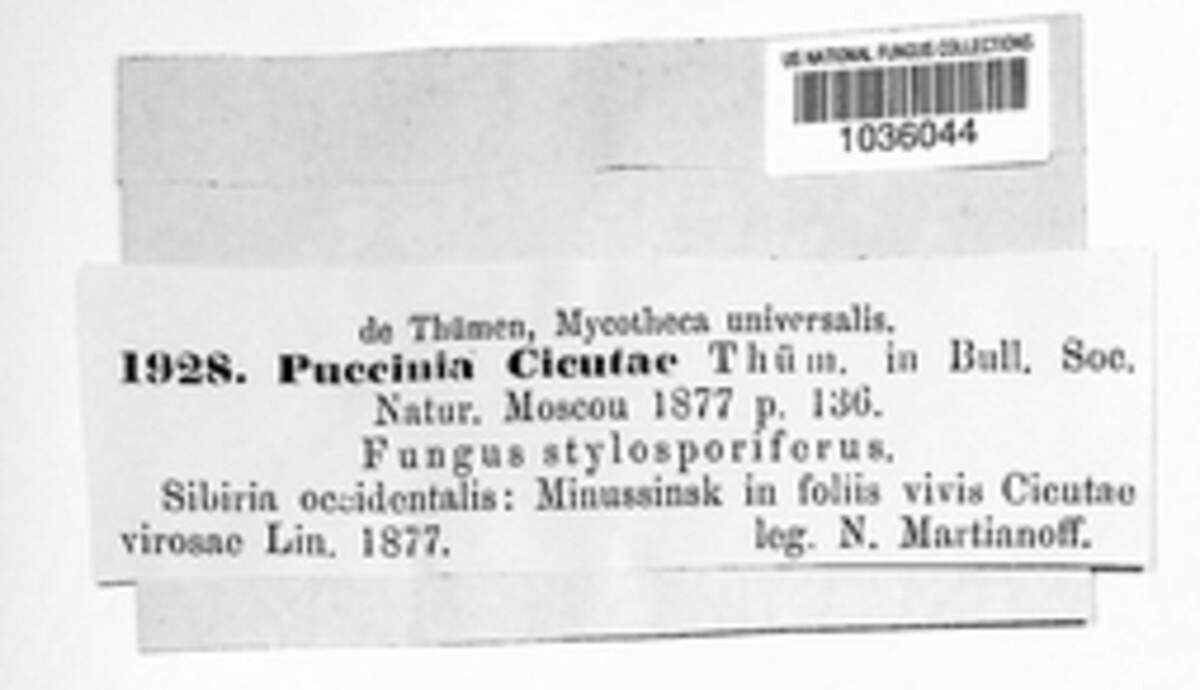 US NATIONAL FUNGUS COLLECTIONS
1036044
de Thümen, Mycotheca universalis.
1928. Puccinia Cicutae Thüm. in Bull. Soc.
Natur. Moscou 1877 p. 136.
Fungus stylosporiferus.
Sibiria occidentalis: Minussinsk in foliis vivis Cicutae
virosae Lin. 1877. leg. N. Martianoff.